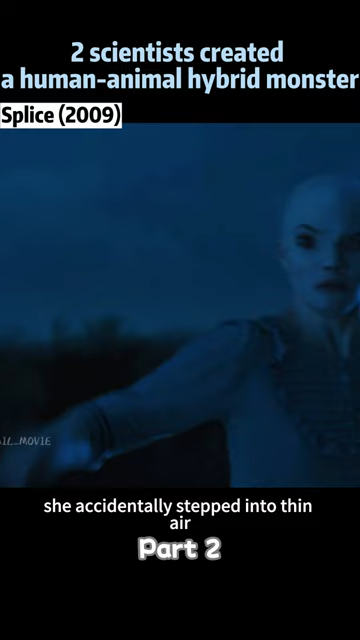 2 scientists created
a human-animal hybrid monster
Splice (2009)
she accidentally stepped into thin
air
Part 2